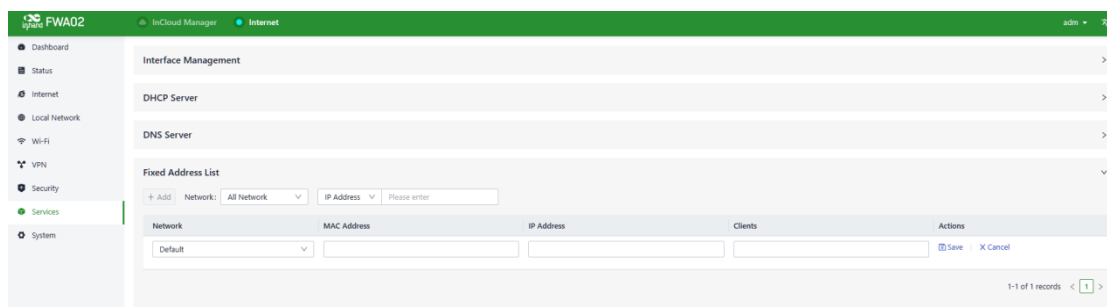 inhand FWA02
InCloud Manager
Internet
adm
Dashboard
Status
Internet
Local Network
Wi-Fi
VPN
Security
Services
System
Interface Management
DHCP Server
DNS Server
Fixed Address List
+ Add Network: All Network IP Address Please enter
Network MAC Address IP Address Clients Actions
Default Save X Cancel
1-1 of 1 records < 1 >